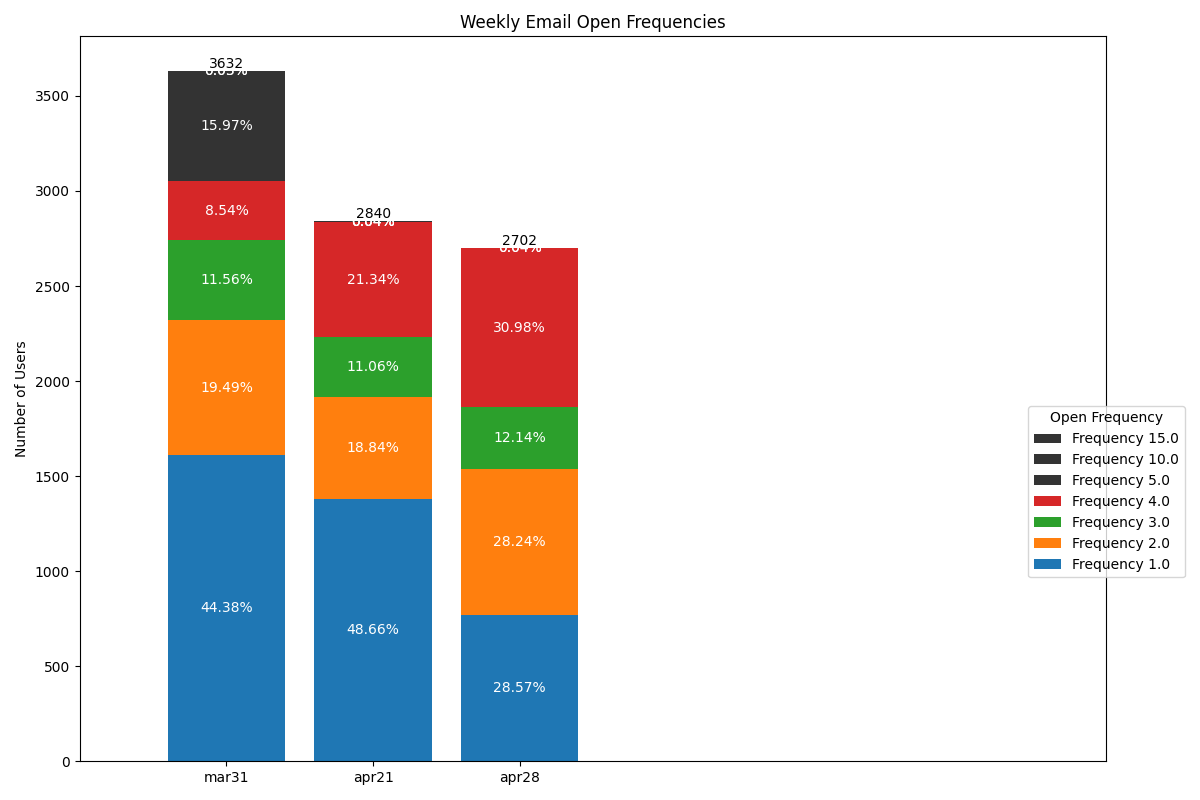 Weekly Email Open Frequencies
Number of Users
3500
3000
2500
2000
1500
1000
500
0
3632
15.97%
8.54%
11.56%
19.49%
44.38%
2840
21.34%
11.06%
18.84%
48.66%
2702
30.98%
12.14%
28.24%
28.57%
mar31
apr21
apr28
Open Frequency
Frequency 15.0
Frequency 10.0
Frequency 5.0
Frequency 4.0
Frequency 3.0
Frequency 2.0
Frequency 1.0